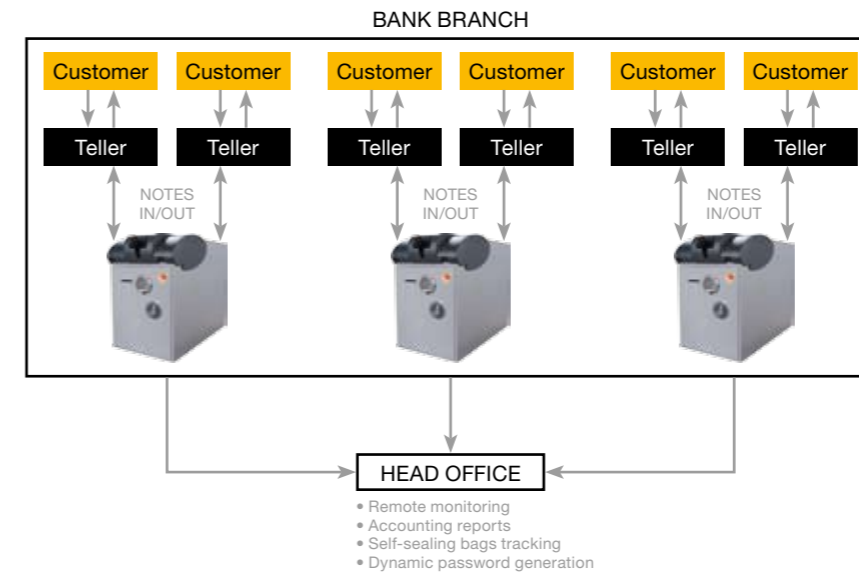 BANK BRANCH
Customer Customer Customer Customer Customer Customer
Teller Teller Teller Teller Teller Teller
NOTES NOTES NOTES
IN/OUT IN/OUT IN/OUT
HEAD OFFICE
• Remote monitoring
• Accounting reports
• Self-sealing bags tracking
• Dynamic password generation